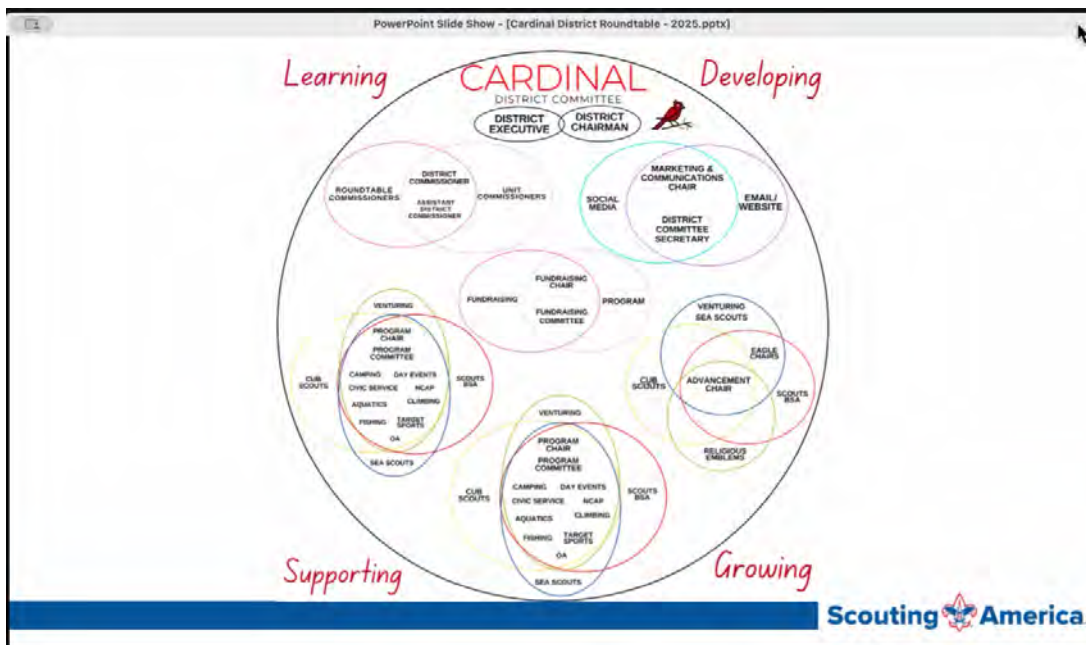 PowerPoint Slide Show - [Cardinal District Roundtable - 2025.pptx]
Learning
CARDINAL
Developing
DISTRICT COMMITTEE
DISTRICT
EXECUTIVE
DISTRICT
CHAIRMAN
ROUNDTABLE
COMMISSIONERS
DISTRICT
COMMISSIONER
ASSISTANT
DISTRICT
COMMISSIONER
UNIT
COMMISSIONERS
SOCIAL
MEDIA
MARKETING &
COMMUNICATIONS
CHAIR
DISTRICT
COMMITTEE
SECRETARY
EMAIL/
WEBSITE
FUNDRAISING
FUNDRAISING
CHAIR
FUNDRAISING
COMMITTEE
PROGRAM
VENTURING
PROGRAM
CHAIR
PROGRAM
COMMITTEE
CUB
SCOUTS
CAMPING DAY EVENTS
CIVIC SERVICE NCAP
AQUATICS CLIMBING
FISHING TARGET
SPORTS
OA
SCOUTS
BSA
SEA SCOUTS
VENTURING
PROGRAM
CHAIR
PROGRAM
COMMITTEE
CUB
SCOUTS
CAMPING DAY EVENTS
CIVIC SERVICE NCAP
AQUATICS CLIMBING
FISHING TARGET
SPORTS
OA
SCOUTS
BSA
SEA SCOUTS
VENTURING
SEA SCOUTS
EAGLE
CHAIRS
CUB
SCOUTS
ADVANCEMENT
CHAIR
SCOUTS
BSA
RELIGIOUS
EMBLEMS
Supporting
Growing
Scouting America